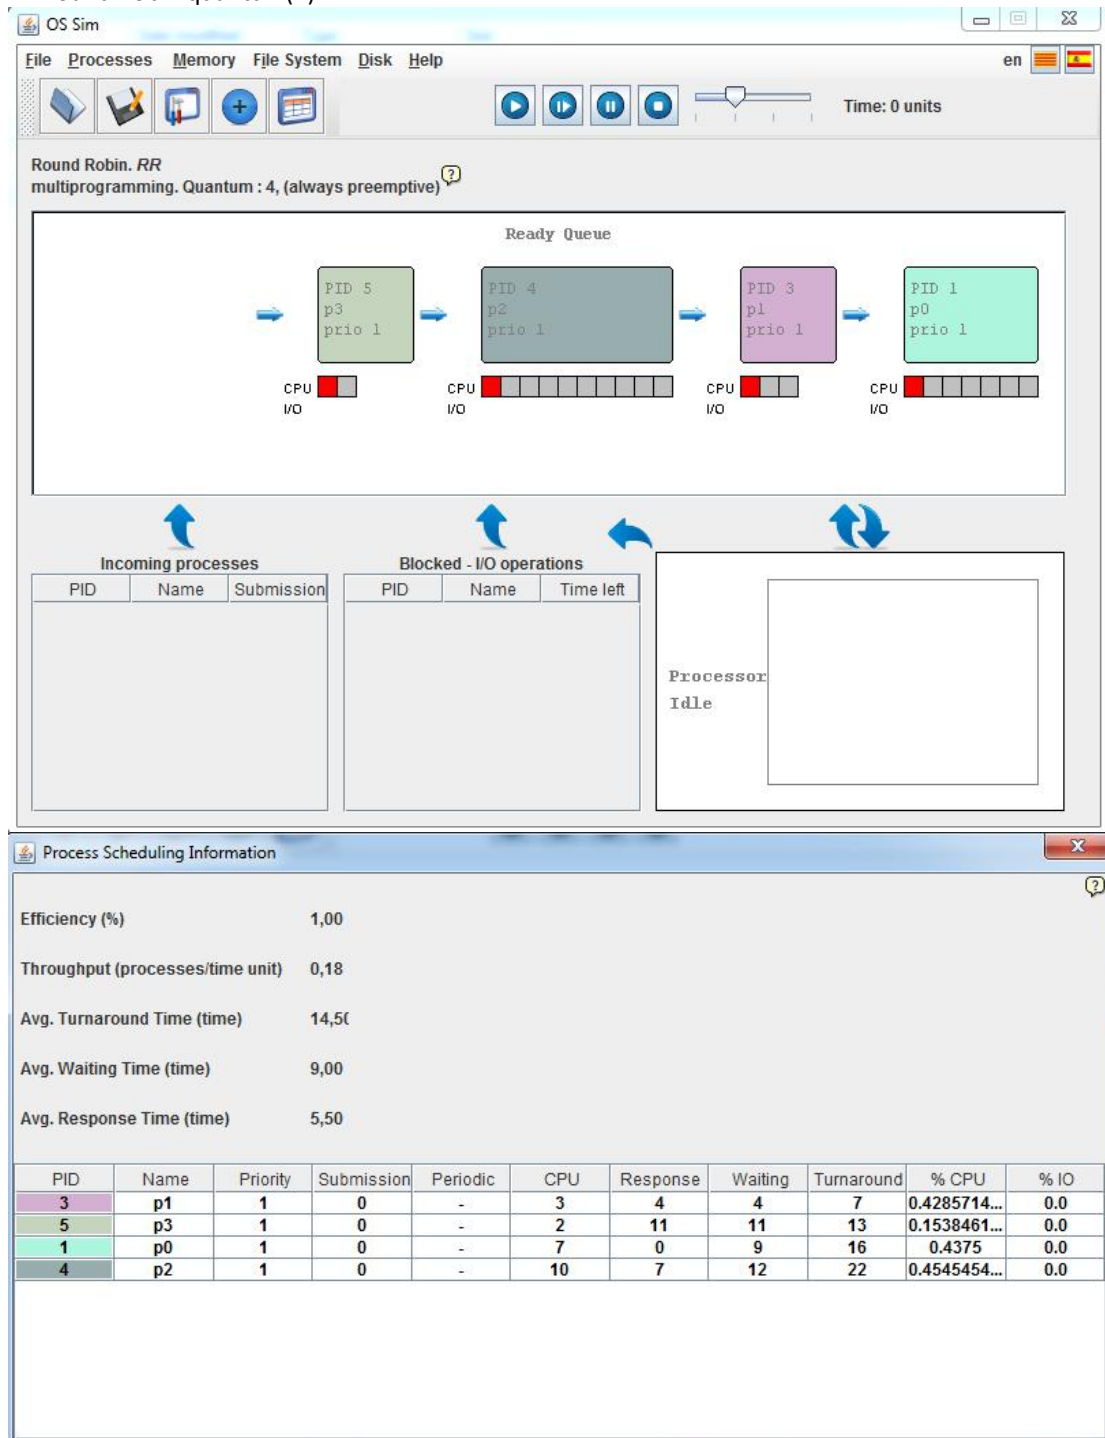 OS Sim
File Processes Memory File System Disk Help en
Time: 0 units
Round Robin. RR
multiprogramming. Quantum : 4, (always preemptive) ?
Ready Queue
PID 5 PID 4 PID 3 PID 1
p3 p2 p1 p0
prio 1 prio 1 prio 1 prio 1
CPU CPU CPU CPU
I/O I/O I/O I/O
Incoming processes Blocked - I/O operations
PID Name Submission PID Name Time left
Processor
Idle
Process Scheduling Information
?
Efficiency (%) 1,00
Throughput (processes/time unit) 0,18
Avg. Turnaround Time (time) 14,50
Avg. Waiting Time (time) 9,00
Avg. Response Time (time) 5,50
PID Name Priority Submission Periodic CPU Response Waiting Turnaround % CPU % IO
3 p1 1 0 - 3 4 4 7 0.4285714... 0.0
5 p3 1 0 - 2 11 11 13 0.1538461... 0.0
1 p0 1 0 - 7 0 9 16 0.4375 0.0
4 p2 1 0 - 10 7 12 22 0.4545454... 0.0